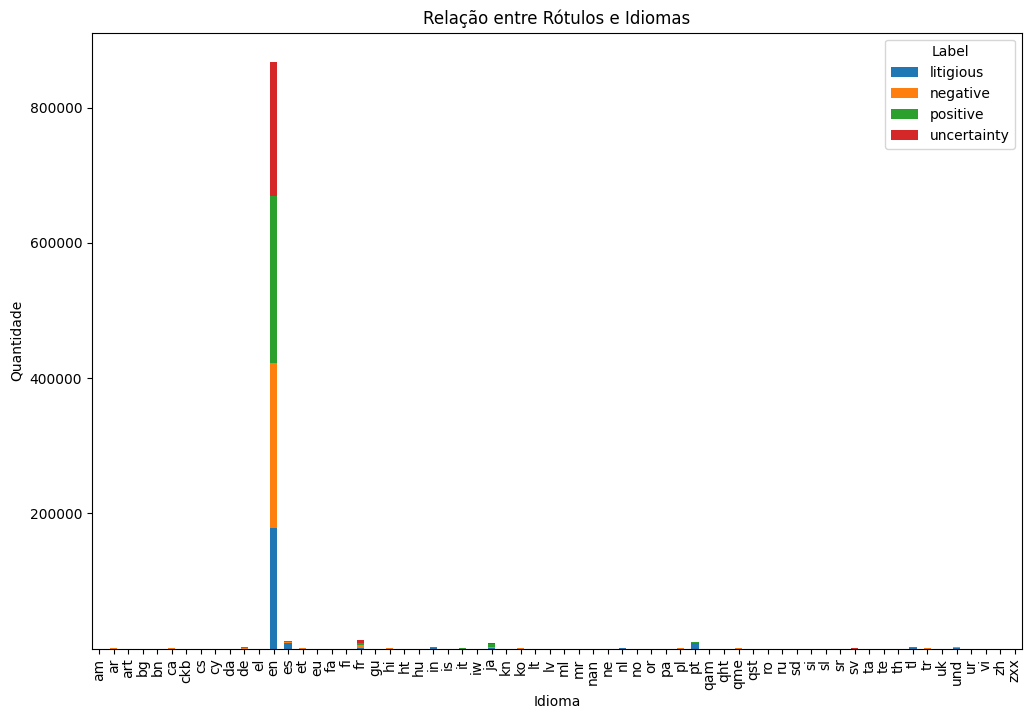 Relação entre Rótulos e Idiomas
Label
litigious
negative
positive
uncertainty
800000
600000
400000
200000
Quantidade
am ar art bg bn ca ckb cs cy da de el en es et eu fa fi fr gu hi ht hu in is it iw ja kn ko lt lv ml mr nan ne nl no or pa pl pt qam qht qme qst ro ru sd si sl sr sv ta te th tl tr uk und ur vi zh zxx
Idioma